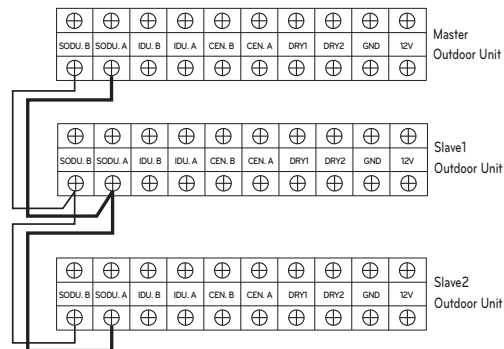 SODU. B SODU. A IDU. B IDU. A CEN. B CEN. A DRY1 DRY2 GND 12V
Master
Outdoor Unit
SODU. B SODU. A IDU. B IDU. A CEN. B CEN. A DRY1 DRY2 GND 12V
Slave1
Outdoor Unit
SODU. B SODU. A IDU. B IDU. A CEN. B CEN. A DRY1 DRY2 GND 12V
Slave2
Outdoor Unit